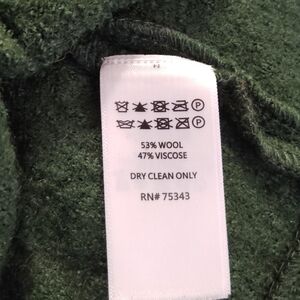 53% WOOL
47% VISCOSE
DRY CLEAN ONLY
RN# 75343